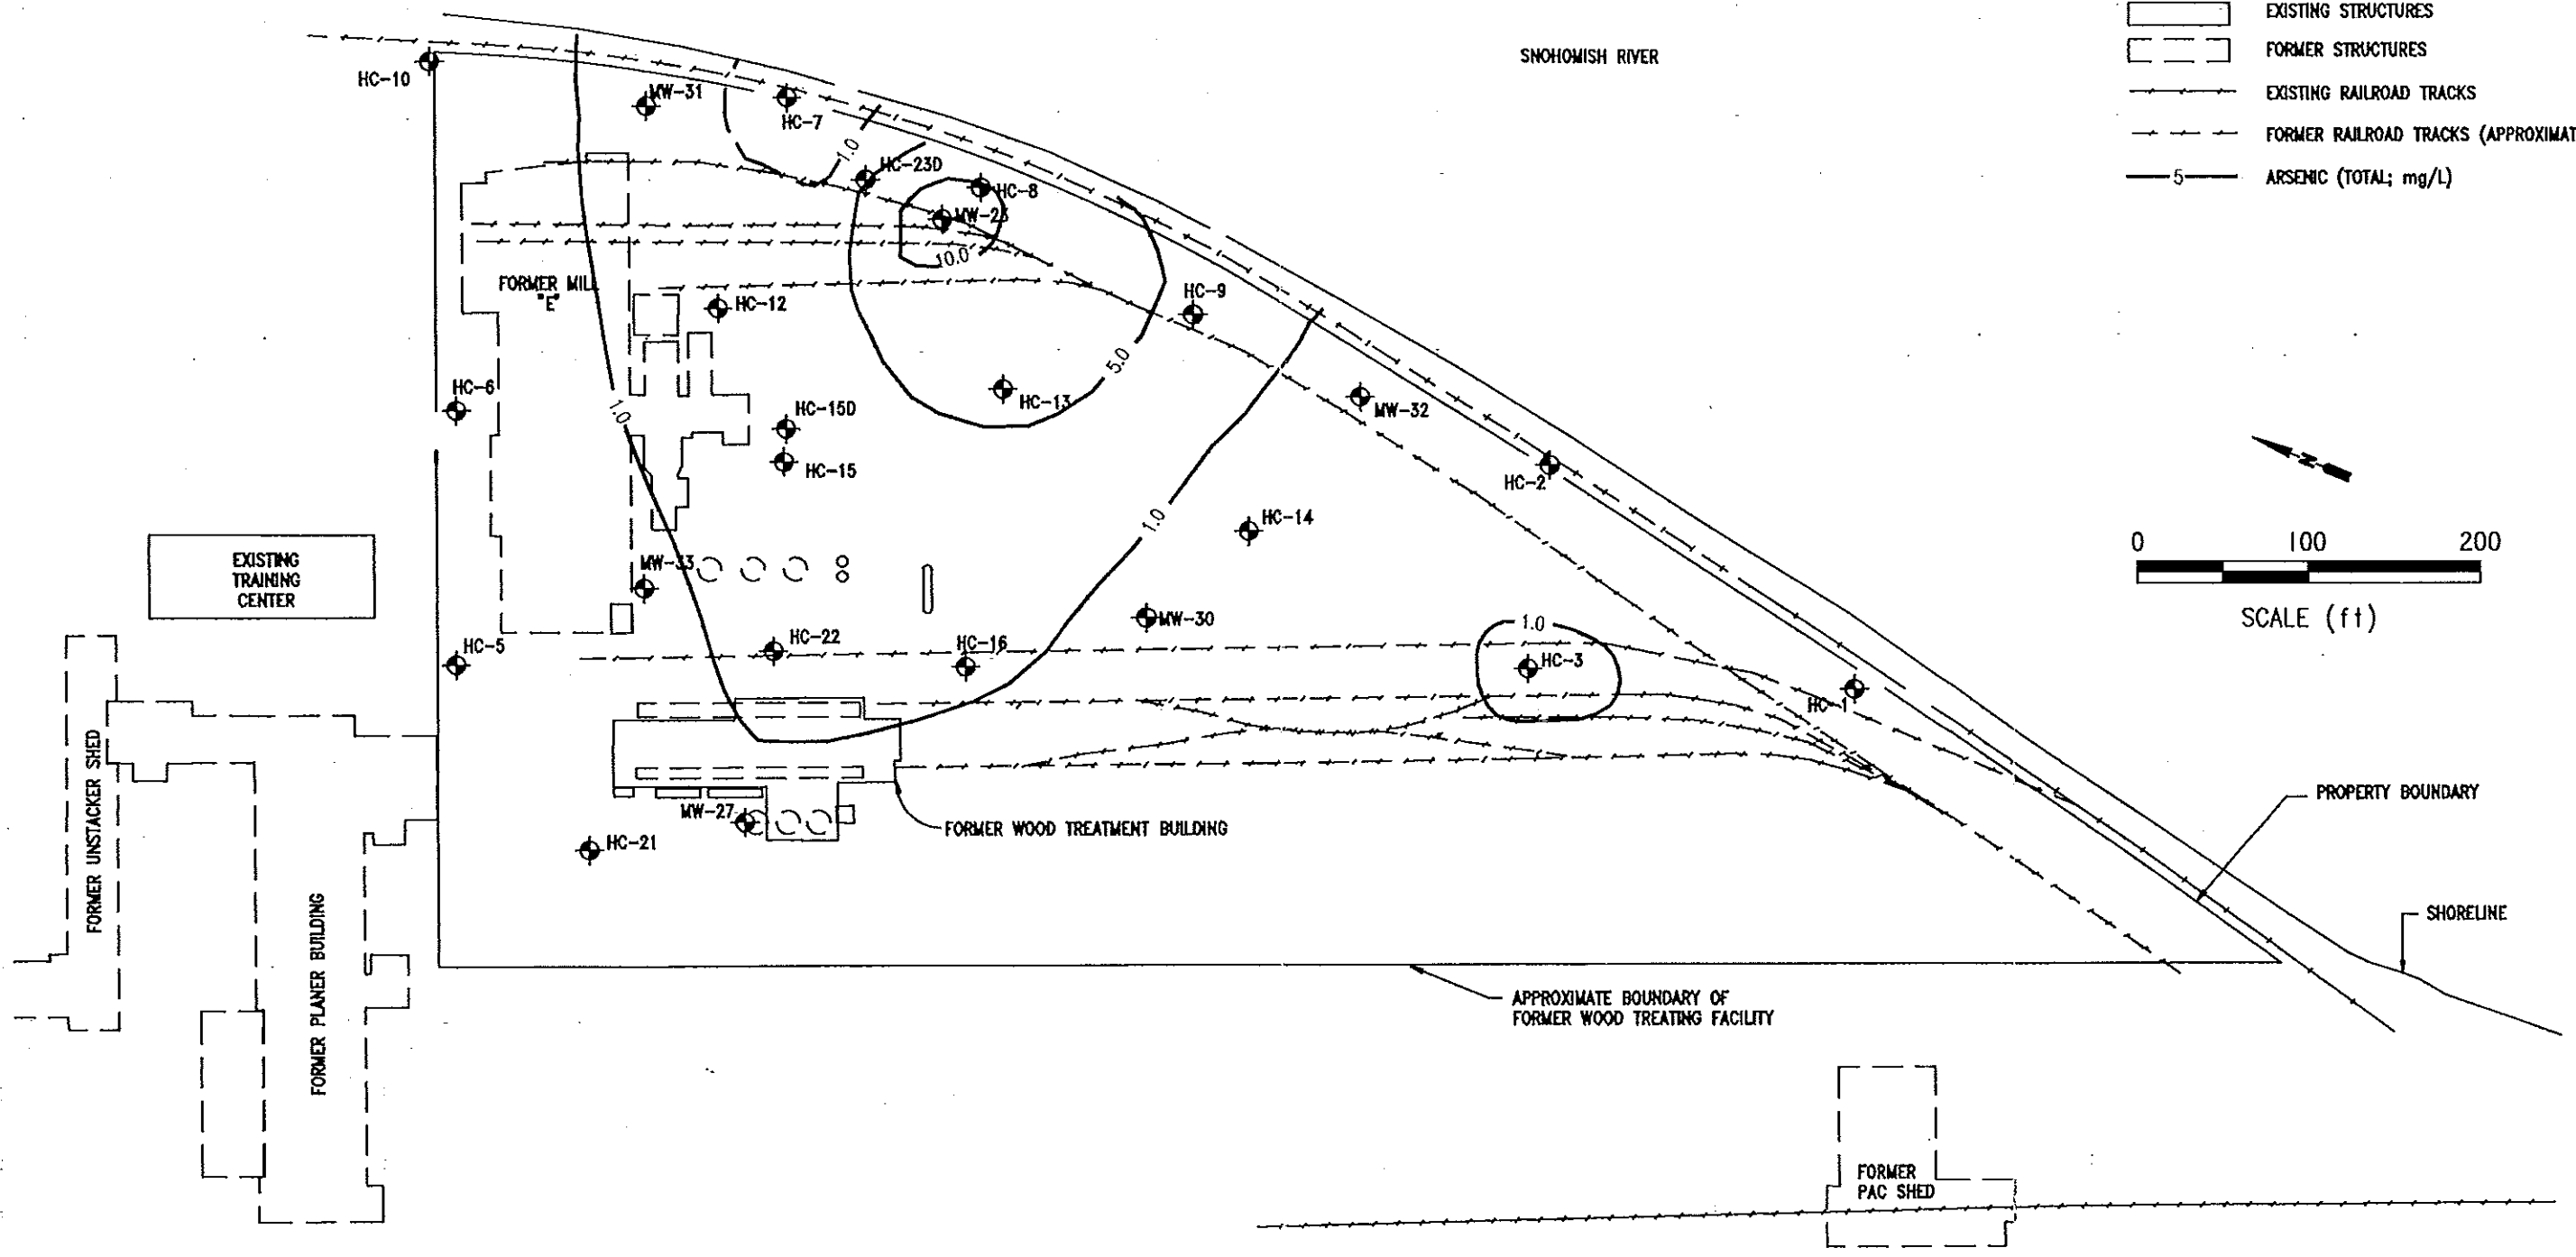 EXISTING STRUCTURES
SNOHOMISH RIVER
FORMER STRUCTURES
HC-10
EXISTING RAILROAD TRACKS
MW-31
HC-7
FORMER RAILROAD TRACKS (APPROXIMAT
1.0
HC-23D
5
ARSENIC (TOTAL; mg/L)
HC-8
MW-23
10.0
FORMER MILL
"E"
HC-9
HC-12
5.0
HC-6
HC-13
MW-32
1.0
HC-15D
HC-15
N
HC-2
HC-14
1.0
0 100 200
SCALE (ft)
EXISTING
TRAINING
CENTER
MW-33
MW-30
1.0
HC-5
HC-22
HC-16
HC-3
HC-1
FORMER UNSTACKER SHED
PROPERTY BOUNDARY
MW-27
FORMER WOOD TREATMENT BUILDING
HC-21
FORMER PLANER BUILDING
SHORELINE
APPROXIMATE BOUNDARY OF
FORMER WOOD TREATING FACILITY
FORMER
PAC SHED